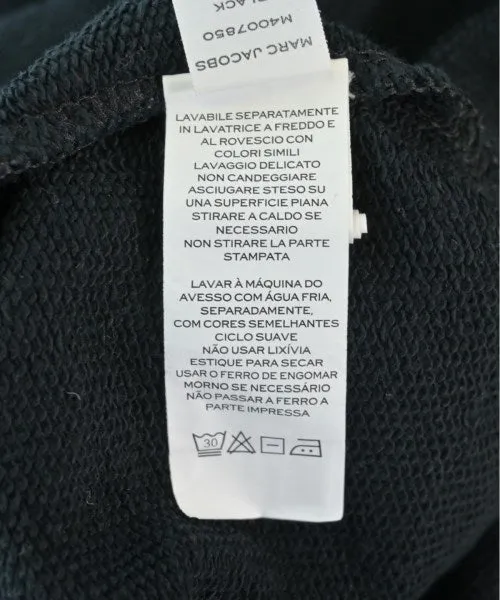 BLACK
M4007850
MARC JACOBS
LAVABILE SEPARATAMENTE
IN LAVATRICE A FREDDO E
AL ROVESCIO CON
COLORI SIMILI
LAVAGGIO DELICATO
NON CANDEGGIARE
ASCIUGARE STESO SU
UNA SUPERFICIE PIANA
STIRARE A CALDO SE
NECESSARIO
NON STIRARE LA PARTE
STAMPATA
LAVAR À MÁQUINA DO
AVESSO COM ÁGUA FRIA,
SEPARADAMENTE,
COM CORES SEMELHANTES
CICLO SUAVE
NÃO USAR LIXÍVIA
ESTIQUE PARA SECAR
USAR O FERRO DE ENGOMAR
MORNO SE NECESSÁRIO
NÃO PASSAR A FERRO A
PARTE IMPRESSA
30